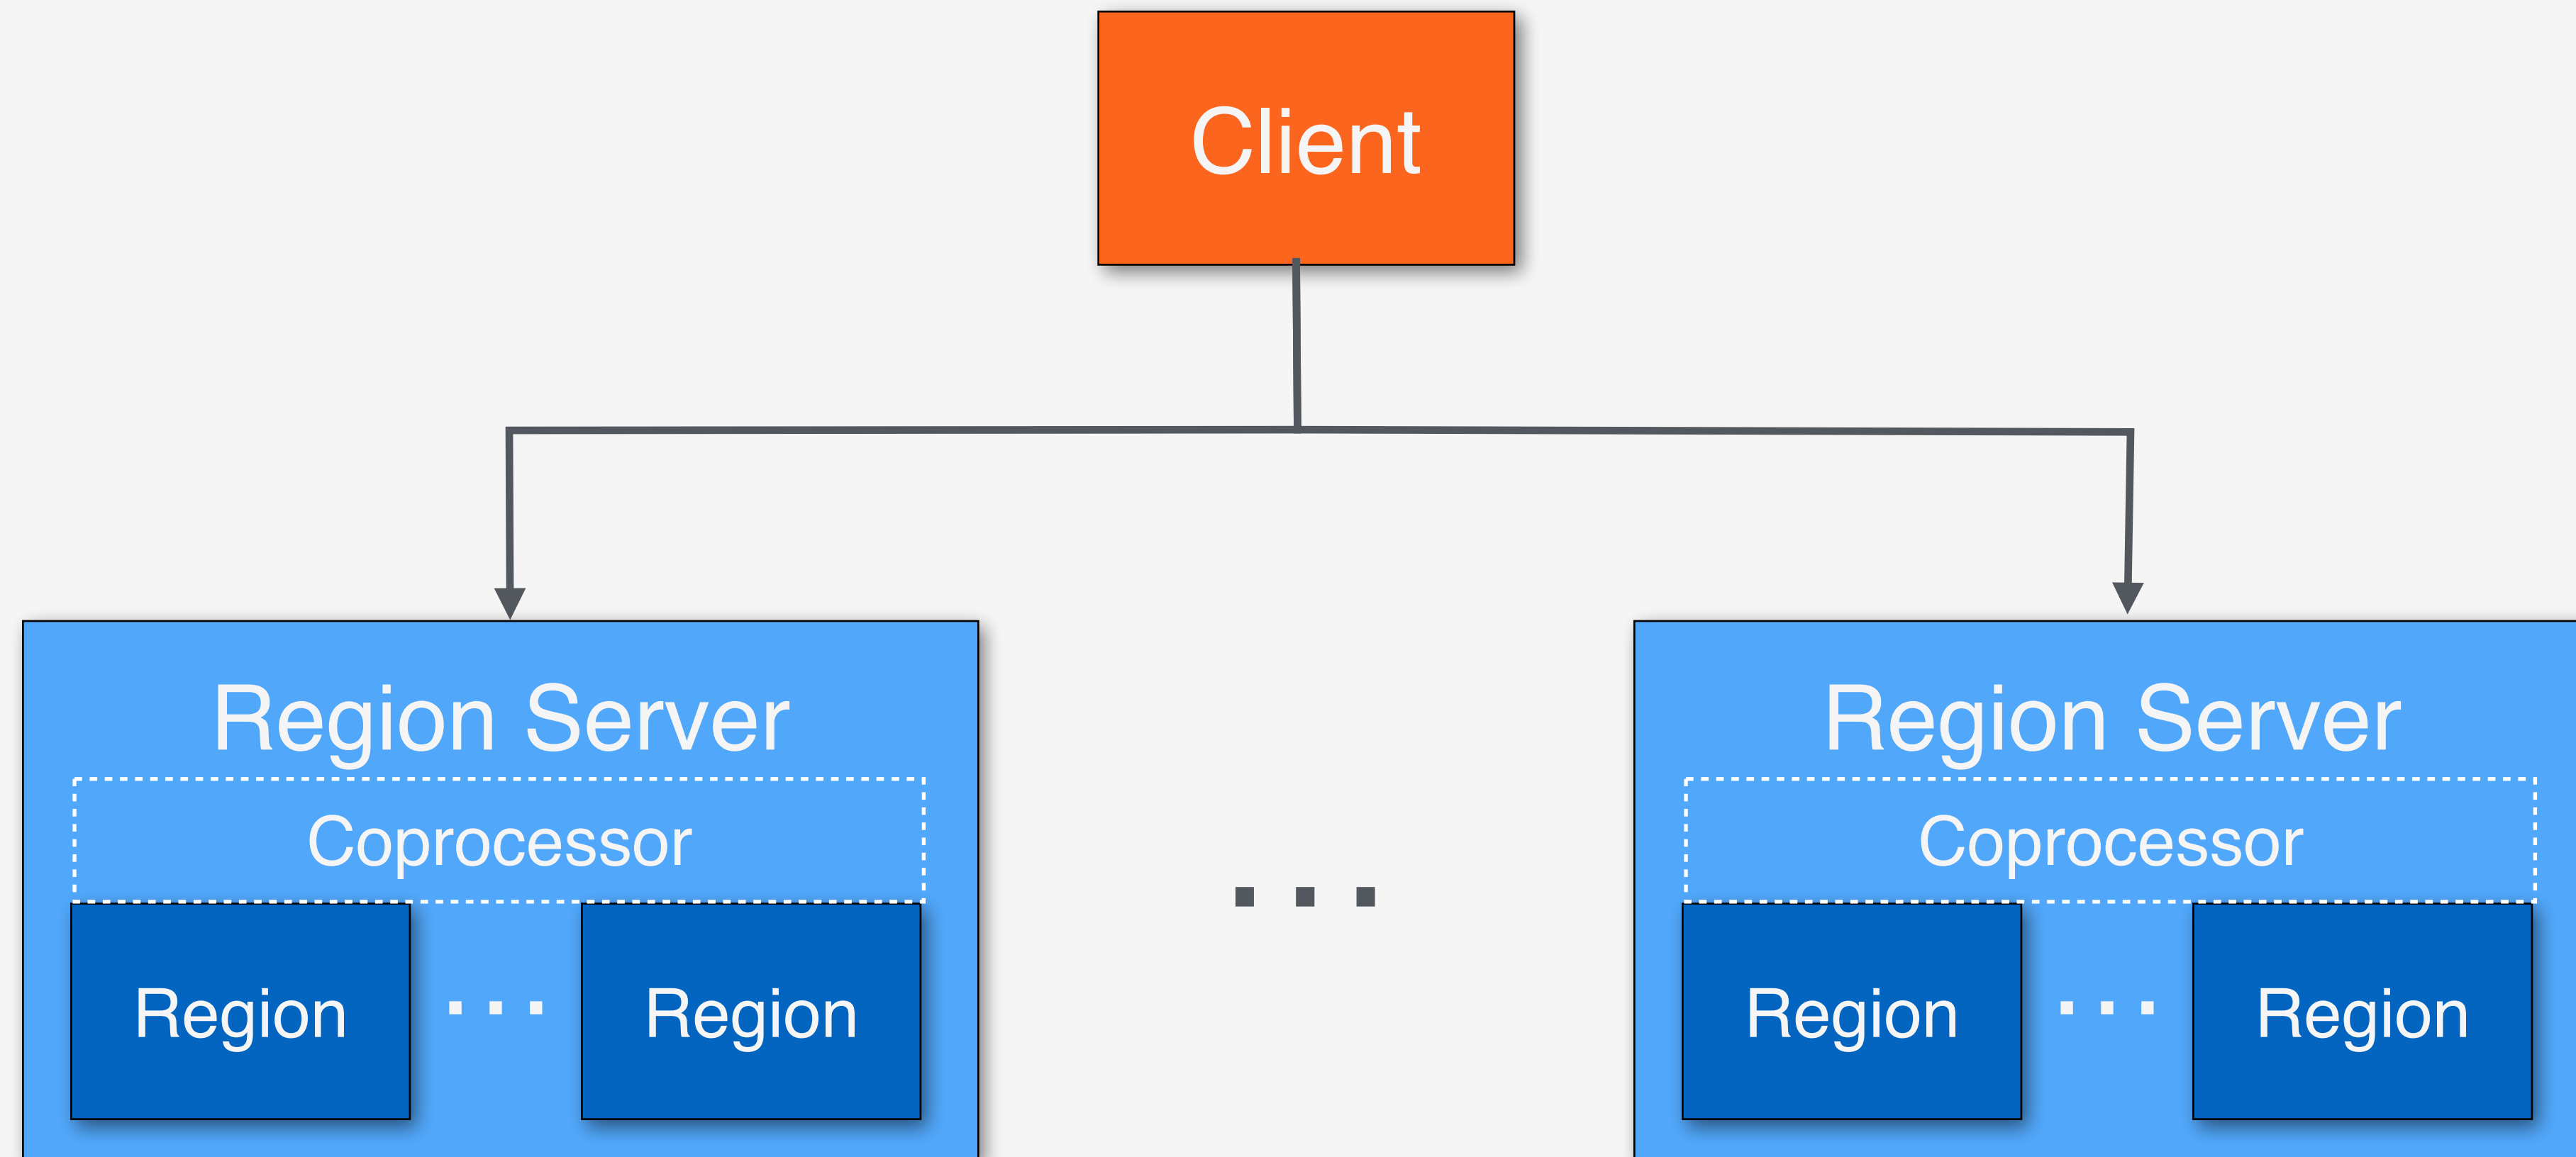 Client
Region Server
Region Server
Coprocessor
Coprocessor
Region
...
Region
...
Region
...
Region